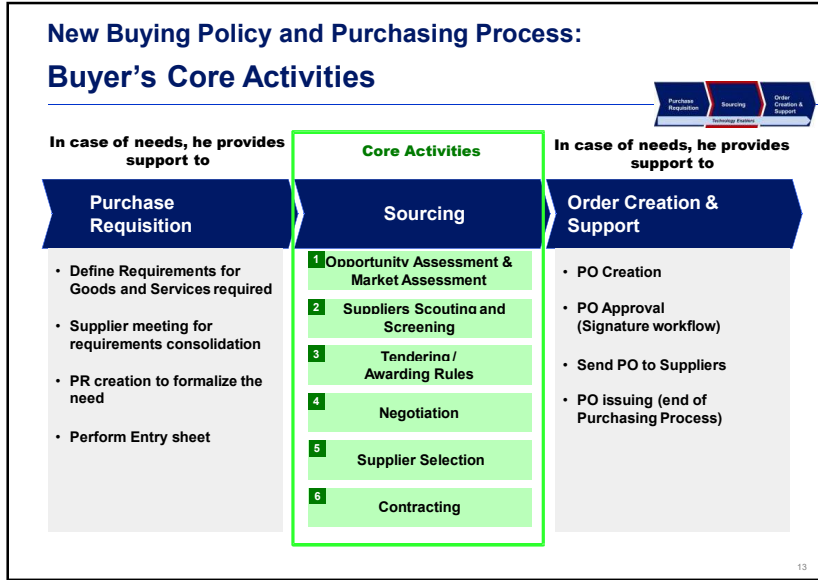 New Buying Policy and Purchasing Process:
Buyer's Core Activities
Purchase
Requisition
Sourcing
Order
Creation &
Support
Technology Enablers
In case of needs, he provides
support to
Core Activities
In case of needs, he provides
support to
Purchase
Requisition
Sourcing
Order Creation &
Support
• Define Requirements for
Goods and Services required
• Supplier meeting for
requirements consolidation
• PR creation to formalize the
need
• Perform Entry sheet
1 Opportunity Assessment &
Market Assessment
2 Suppliers Scouting and
Screening
3 Tendering /
Awarding Rules
4 Negotiation
5 Supplier Selection
6 Contracting
• PO Creation
• PO Approval
(Signature workflow)
• Send PO to Suppliers
• PO issuing (end of
Purchasing Process)
13